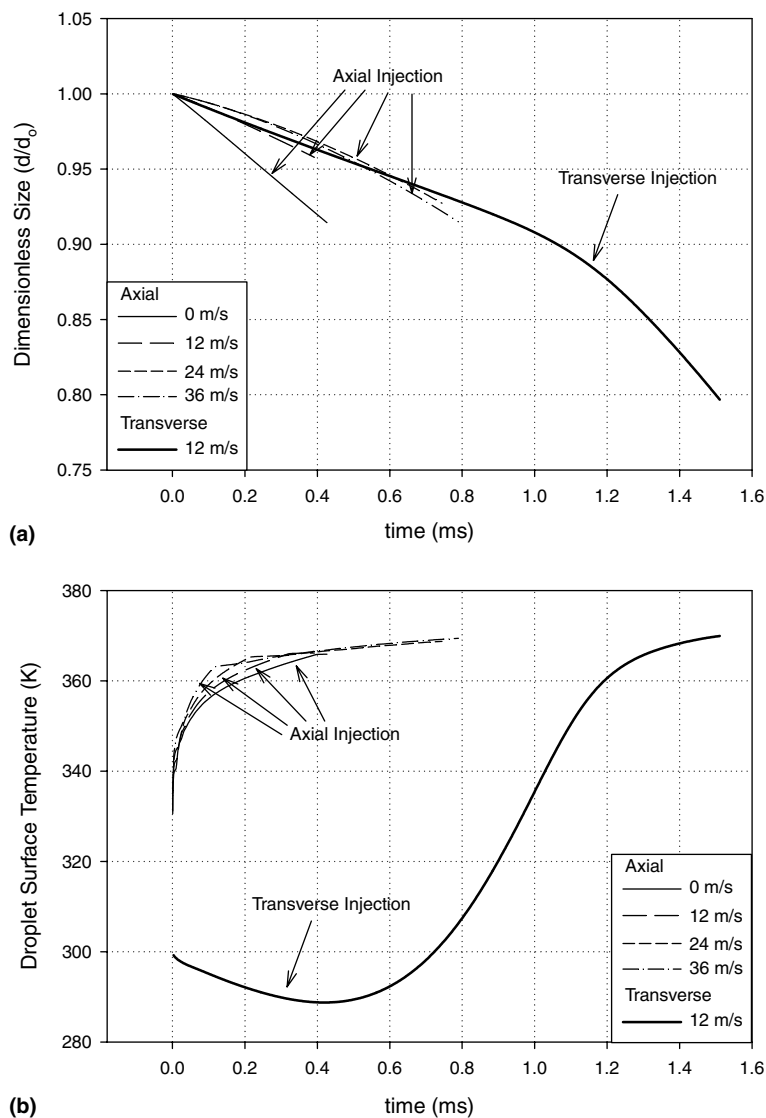 1.05
1.00
0.95
0.90
0.85
0.80
0.75
Dimensionless Size (d/do)
Axial Injection
Transverse Injection
Axial
0 m/s
12 m/s
24 m/s
36 m/s
Transverse
12 m/s
0.0 0.2 0.4 0.6 0.8 1.0 1.2 1.4 1.6
time (ms)
(a)
380
360
340
320
300
280
Droplet Surface Temperature (K)
Axial Injection
Transverse Injection
Axial
0 m/s
12 m/s
24 m/s
36 m/s
Transverse
12 m/s
0.0 0.2 0.4 0.6 0.8 1.0 1.2 1.4 1.6
time (ms)
(b)